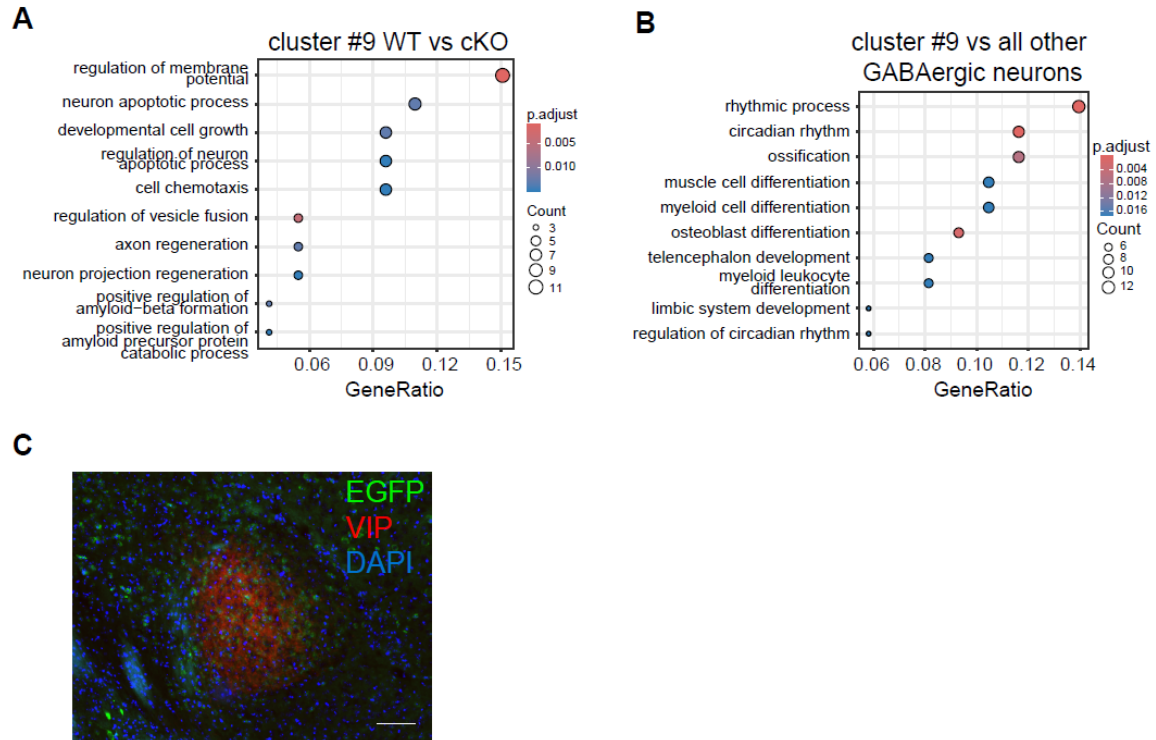 A
cluster #9 WT vs cKO
regulation of membrane
potential
neuron apoptotic process
developmental cell growth
regulation of neuron
apoptotic process
cell chemotaxis
regulation of vesicle fusion
axon regeneration
neuron projection regeneration
positive regulation of
amyloid−beta formation
positive regulation of
amyloid precursor protein
catabolic process
0.06 0.09 0.12 0.15
GeneRatio
p.adjust
0.005
0.010
Count
3
5
7
9
11
B
cluster #9 vs all other
GABAergic neurons
rhythmic process
circadian rhythm
ossification
muscle cell differentiation
myeloid cell differentiation
osteoblast differentiation
telencephalon development
myeloid leukocyte
differentiation
limbic system development
regulation of circadian rhythm
0.06 0.08 0.10 0.12 0.14
GeneRatio
p.adjust
0.004
0.008
0.012
0.016
Count
6
8
10
12
C
EGFP
VIP
DAPI